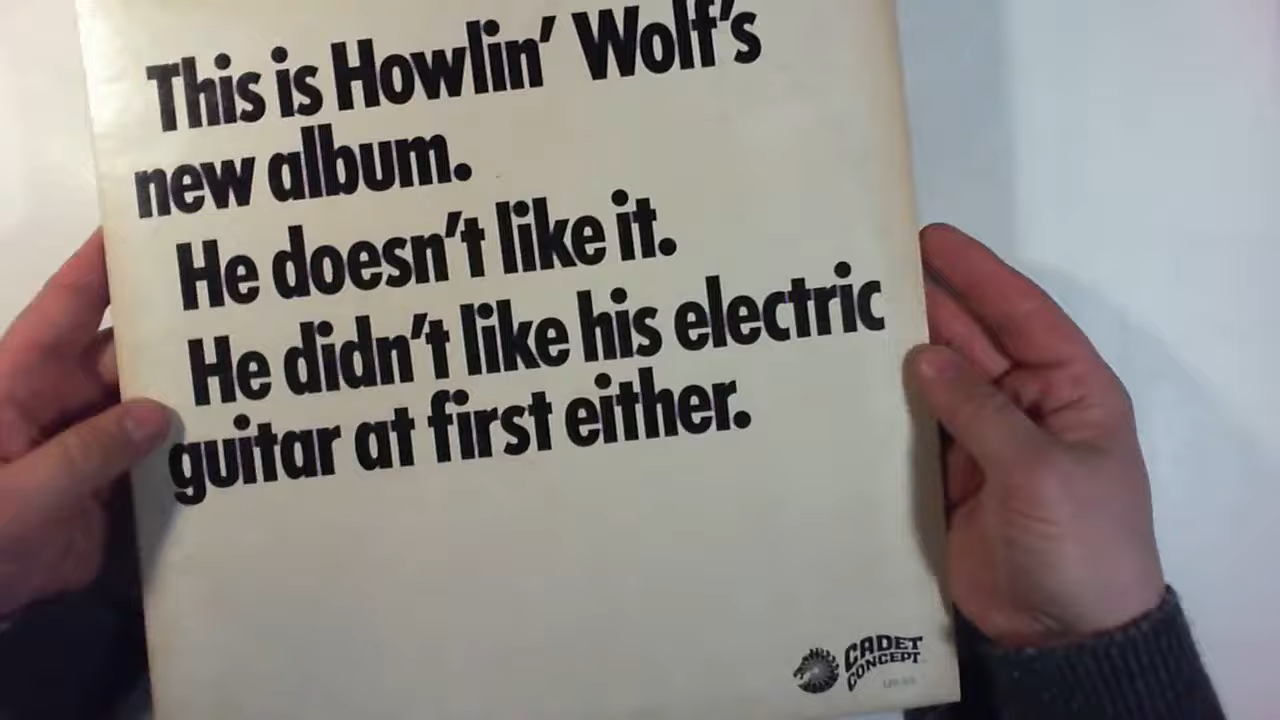 This is Howlin' Wolf's
new album.
He doesn't like it.
He didn't like his electric
guitar at first either.
CADET
CONCEPT